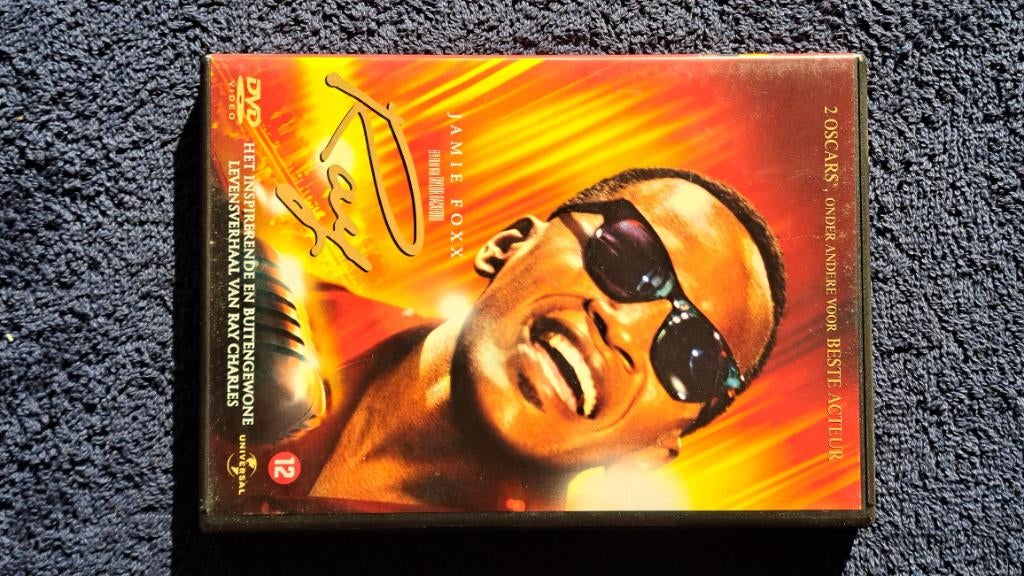 2 OSCARS®, ONDER ANDERE VOOR BESTE ACTEUR
JAMIE FOXX
Ray
HET INSPIRERENDE EN BUITENGEWONE
LEVENSVERHAAL VAN RAY CHARLES
DVD
VIDEO
12
UNIVERSAL